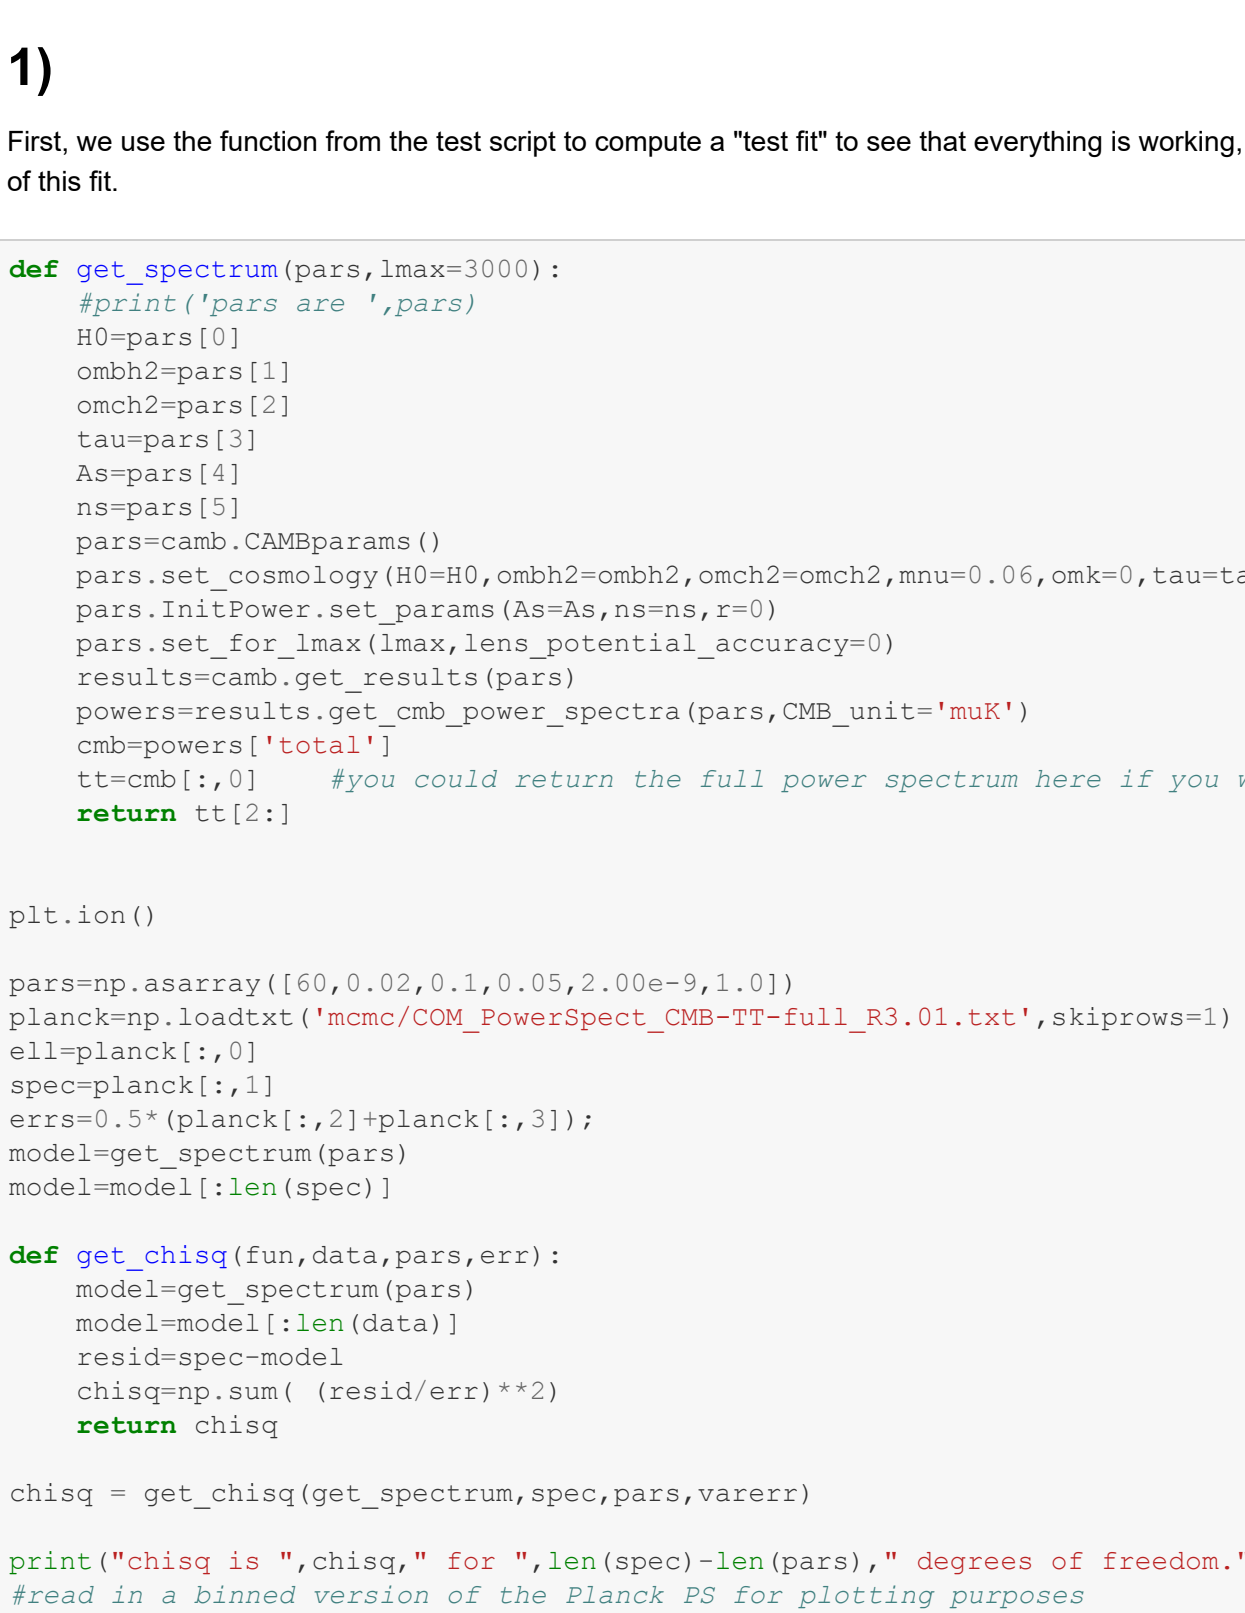 1)
First, we use the function from the test script to compute a "test fit" to see that everything is working,
of this fit.
def get_spectrum(pars,lmax=3000):
    #print('pars are ',pars)
    H0=pars[0]
    ombh2=pars[1]
    omch2=pars[2]
    tau=pars[3]
    As=pars[4]
    ns=pars[5]
    pars=camb.CAMBparams()
    pars.set_cosmology(H0=H0,ombh2=ombh2,omch2=omch2,mnu=0.06,omk=0,tau=ta
    pars.InitPower.set_params(As=As,ns=ns,r=0)
    pars.set_for_lmax(lmax,lens_potential_accuracy=0)
    results=camb.get_results(pars)
    powers=results.get_cmb_power_spectra(pars,CMB_unit='muK')
    cmb=powers['total']
    tt=cmb[:,0]    #you could return the full power spectrum here if you
    return tt[2:]
plt.ion()
pars=np.asarray([60,0.02,0.1,0.05,2.00e-9,1.0])
planck=np.loadtxt('mcmc/COM_PowerSpect_CMB-TT-full_R3.01.txt',skiprows=1)
ell=planck[:,0]
spec=planck[:,1]
errs=0.5*(planck[:,2]+planck[:,3]);
model=get_spectrum(pars)
model=model[:len(spec)]
def get_chisq(fun,data,pars,err):
    model=get_spectrum(pars)
    model=model[:len(data)]
    resid=spec-model
    chisq=np.sum( (resid/err)**2)
    return chisq
chisq = get_chisq(get_spectrum,spec,pars,varerr)
print("chisq is ",chisq," for ",len(spec)-len(pars)," degrees of freedom."
#read in a binned version of the Planck PS for plotting purposes